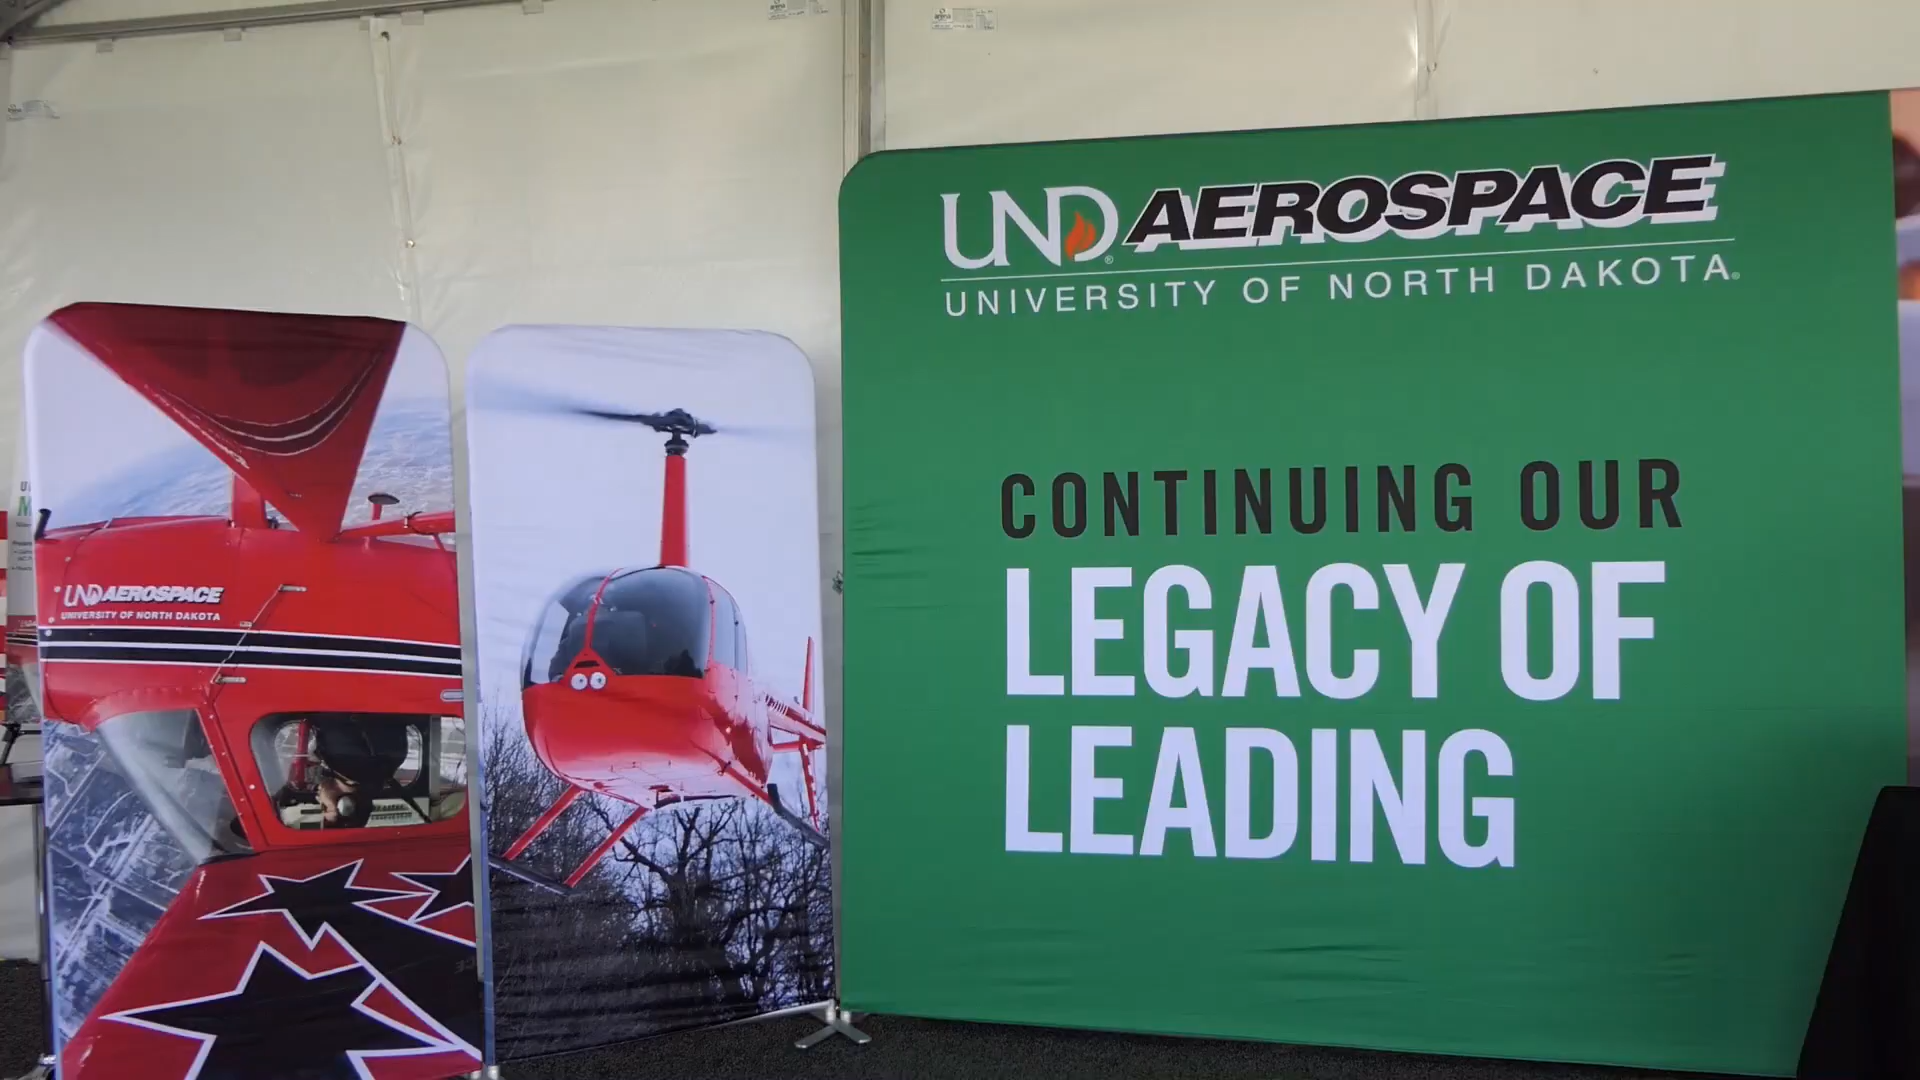 UND AEROSPACE
UNIVERSITY OF NORTH DAKOTA
CONTINUING OUR
LEGACY OF
LEADING
UND AEROSPACE
UNIVERSITY OF NORTH DAKOTA